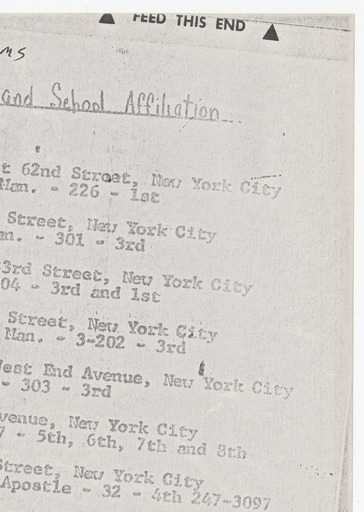 FEED THIS END
ms
and School Affiliation
t 62nd Street, New York City
Man. - 226 - 1st
Street, New York City
an. - 301 - 3rd
3rd Street, New York City
04 - 3rd and 1st
Street, New York City
Man. - 3-202 - 3rd
West End Avenue, New York City
- 303 - 3rd
venue, New York City
7 - 5th, 6th, 7th and 8th
Street, New York City
Apostle - 32 - 4th 247-3097